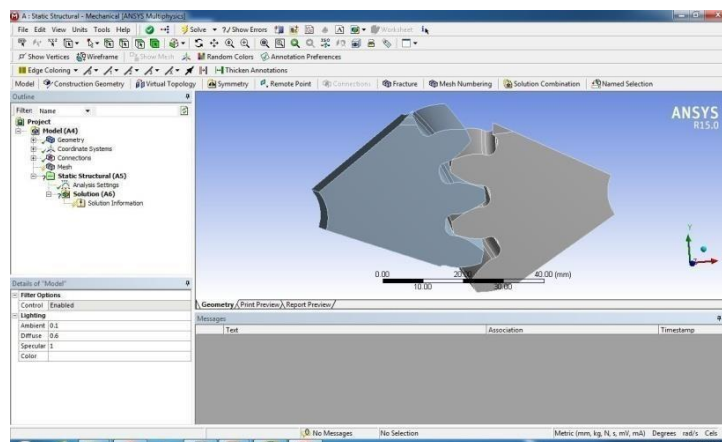 A : Static Structural - Mechanical [ANSYS Multiphysics]
File Edit View Units Tools Help Solve ?/ Show Errors Worksheet
Show Vertices Wireframe Show Mesh Random Colors Annotation Preferences
Edge Coloring Thicken Annotations
Model Construction Geometry Virtual Topology Symmetry Remote Point Connections Fracture Mesh Numbering Solution Combination Named Selection
Outline
Filter: Name
Project
Model (A4)
Geometry
Coordinate Systems
Connections
Mesh
Static Structural (A5)
Analysis Settings
Solution (A6)
Solution Information
ANSYS
R15.0
Y
0.00 20.00 40.00 (mm)
10.00 30.00
Details of "Model"
Filter Options
Control Enabled
Lighting
Ambient 0.1
Diffuse 0.6
Specular 1
Color
Geometry Print Preview Report Preview
Messages
Text Association Timestamp
No Messages No Selection Metric (mm, kg, N, s, mV, mA) Degrees rad/s Cels